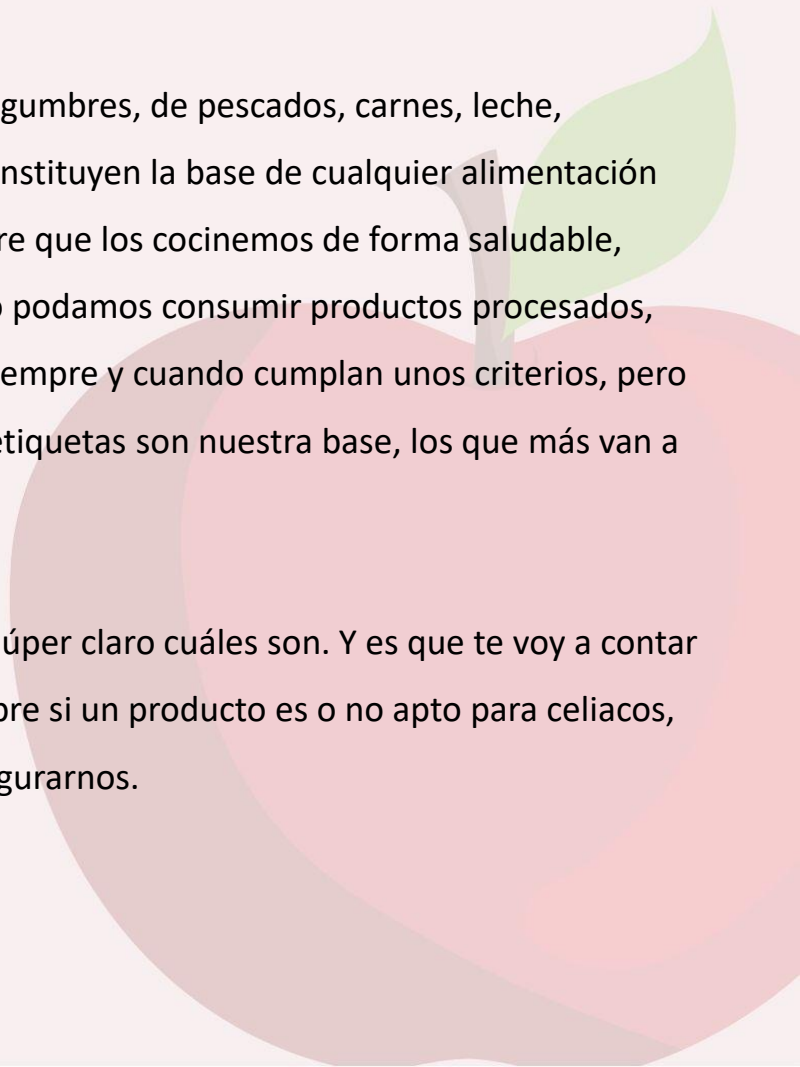 gumbres, de pescados, carnes, leche,
nstituyen la base de cualquier alimentación
re que los cocinemos de forma saludable,
podamos consumir productos procesados,
empre y cuando cumplan unos criterios, pero
etiquetas son nuestra base, los que más van a
úper claro cuáles son. Y es que te voy a contar
bre si un producto es o no apto para celiacos,
gurarnos.